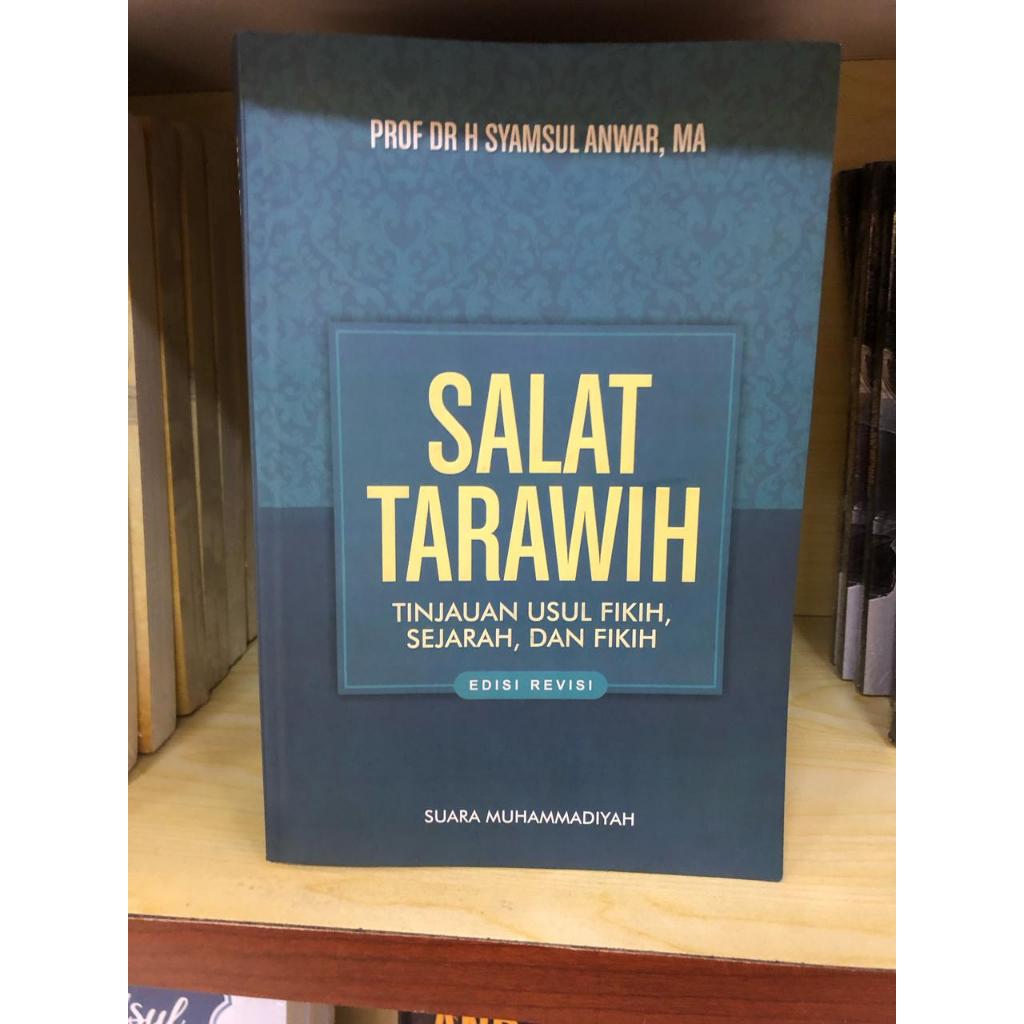 PROF DR H SYAMSUL ANWAR, MA
SALAT
TARAWIH
TINJAUAN USUL FIKIH,
SEJARAH, DAN FIKIH
EDISI REVISI
SUARA MUHAMMADIYAH